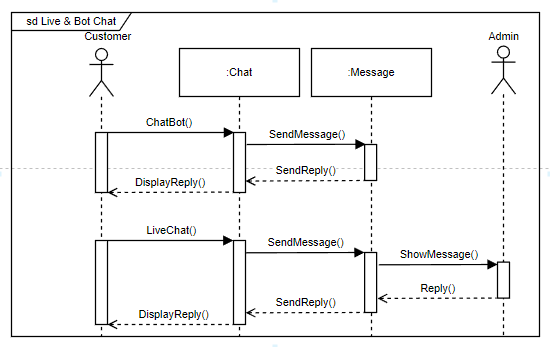 sd Live & Bot Chat
Customer
:Chat
:Message
Admin
ChatBot()
SendMessage()
SendReply()
DisplayReply()
LiveChat()
SendMessage()
ShowMessage()
Reply()
SendReply()
DisplayReply()